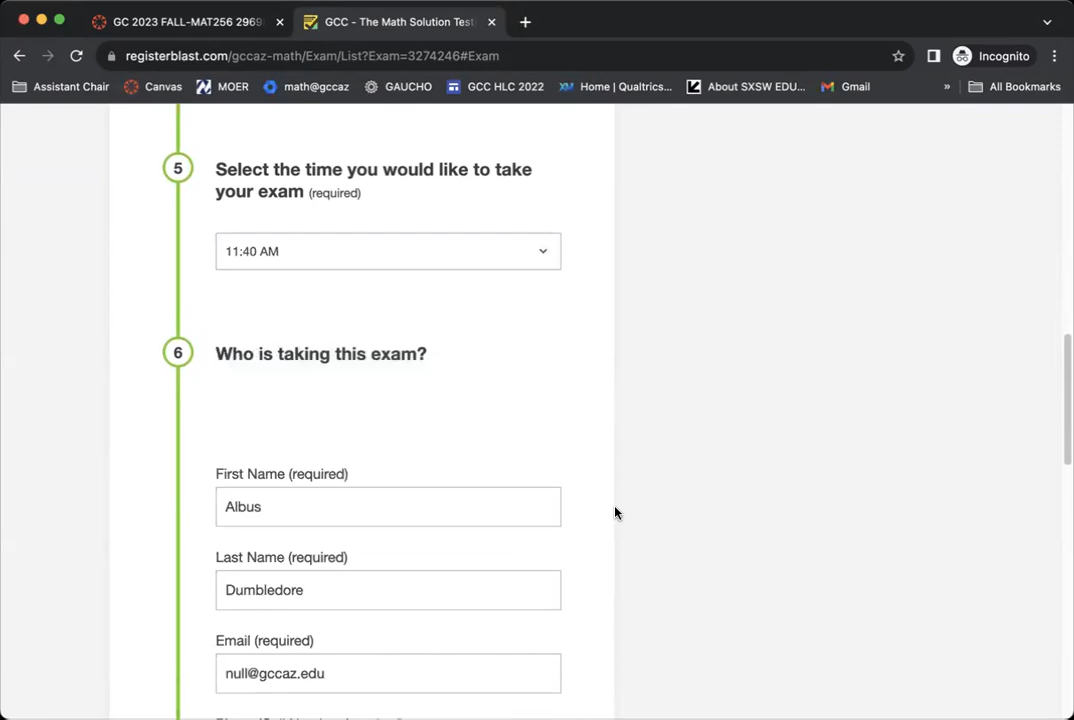 GC 2023 FALL-MAT256 2969
GCC - The Math Solution Test
registerblast.com/gccaz-math/Exam/List?Exam=3274246#Exam
Incognito
Assistant Chair
Canvas
MOER
math@gccaz
GAUCHO
GCC HLC 2022
Home | Qualtrics...
About SXSW EDU...
Gmail
»
All Bookmarks
5
Select the time you would like to take
your exam (required)
11:40 AM
6
Who is taking this exam?
First Name (required)
Albus
Last Name (required)
Dumbledore
Email (required)
null@gccaz.edu